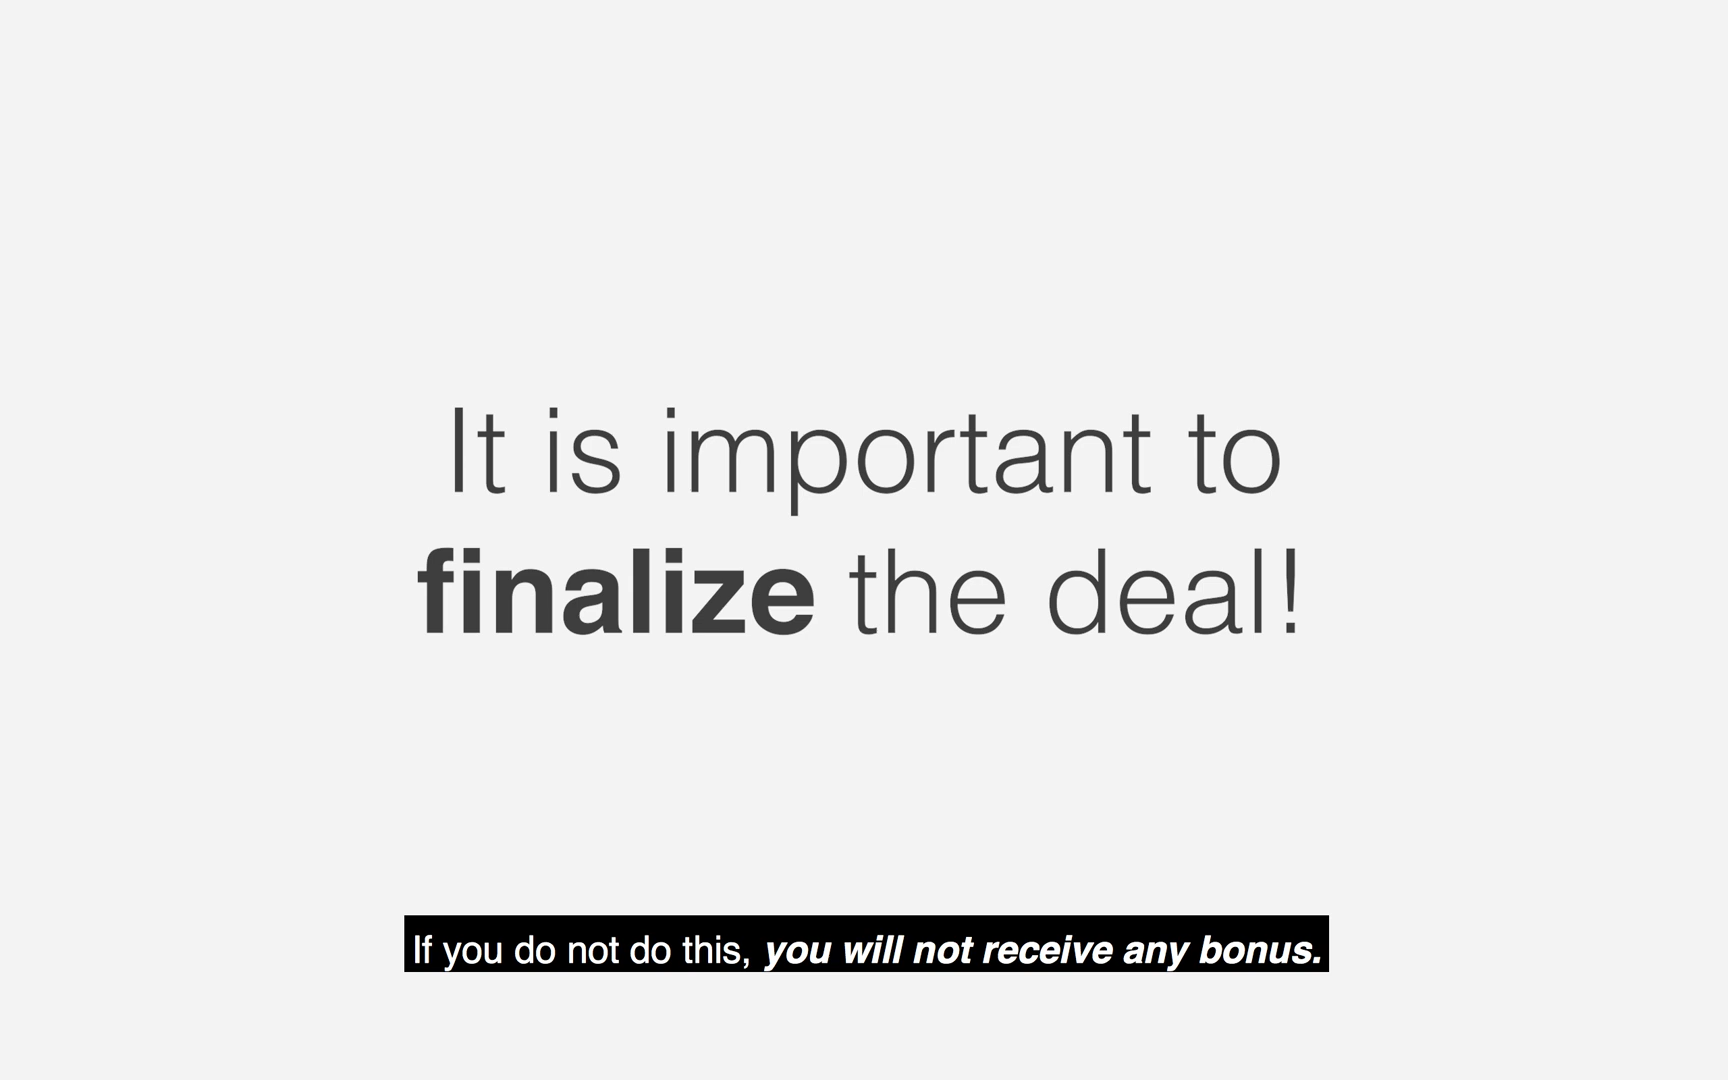 It is important to
finalize the deal!
If you do not do this, you will not receive any bonus.